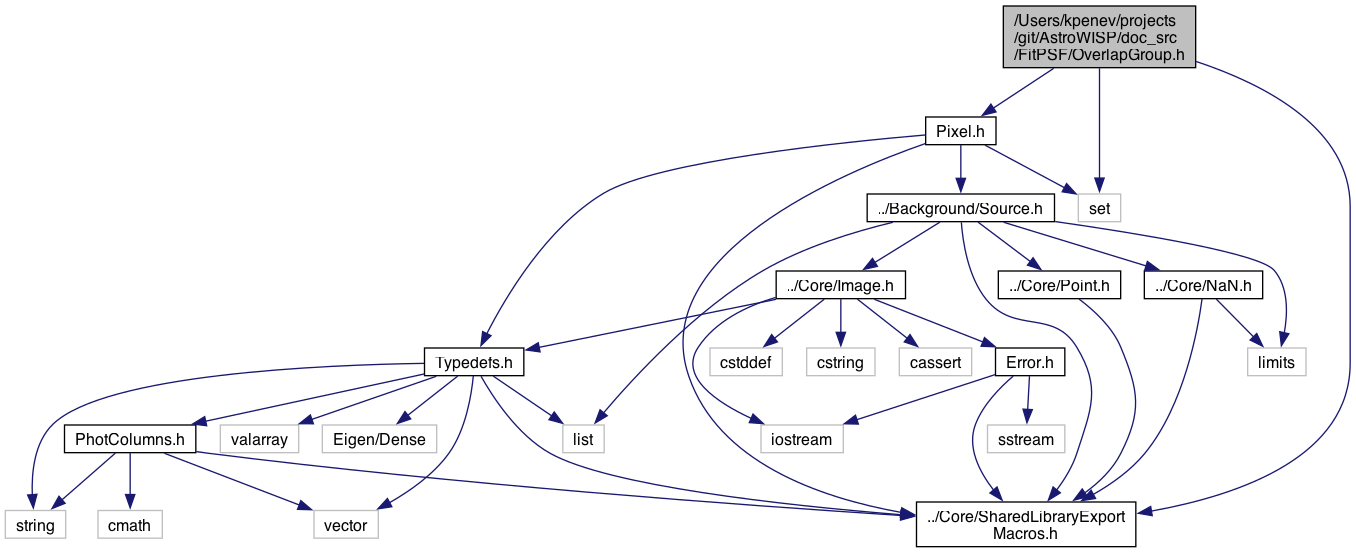 /Users/kpenev/projects
/git/AstroWISP/doc_src
/FitPSF/OverlapGroup.h
Pixel.h
../Background/Source.h
set
../Core/Image.h
../Core/Point.h
../Core/NaN.h
Typedefs.h
cstddef
cstring
cassert
Error.h
limits
PhotColumns.h
valarray
Eigen/Dense
list
iostream
sstream
string
cmath
vector
../Core/SharedLibraryExport
Macros.h